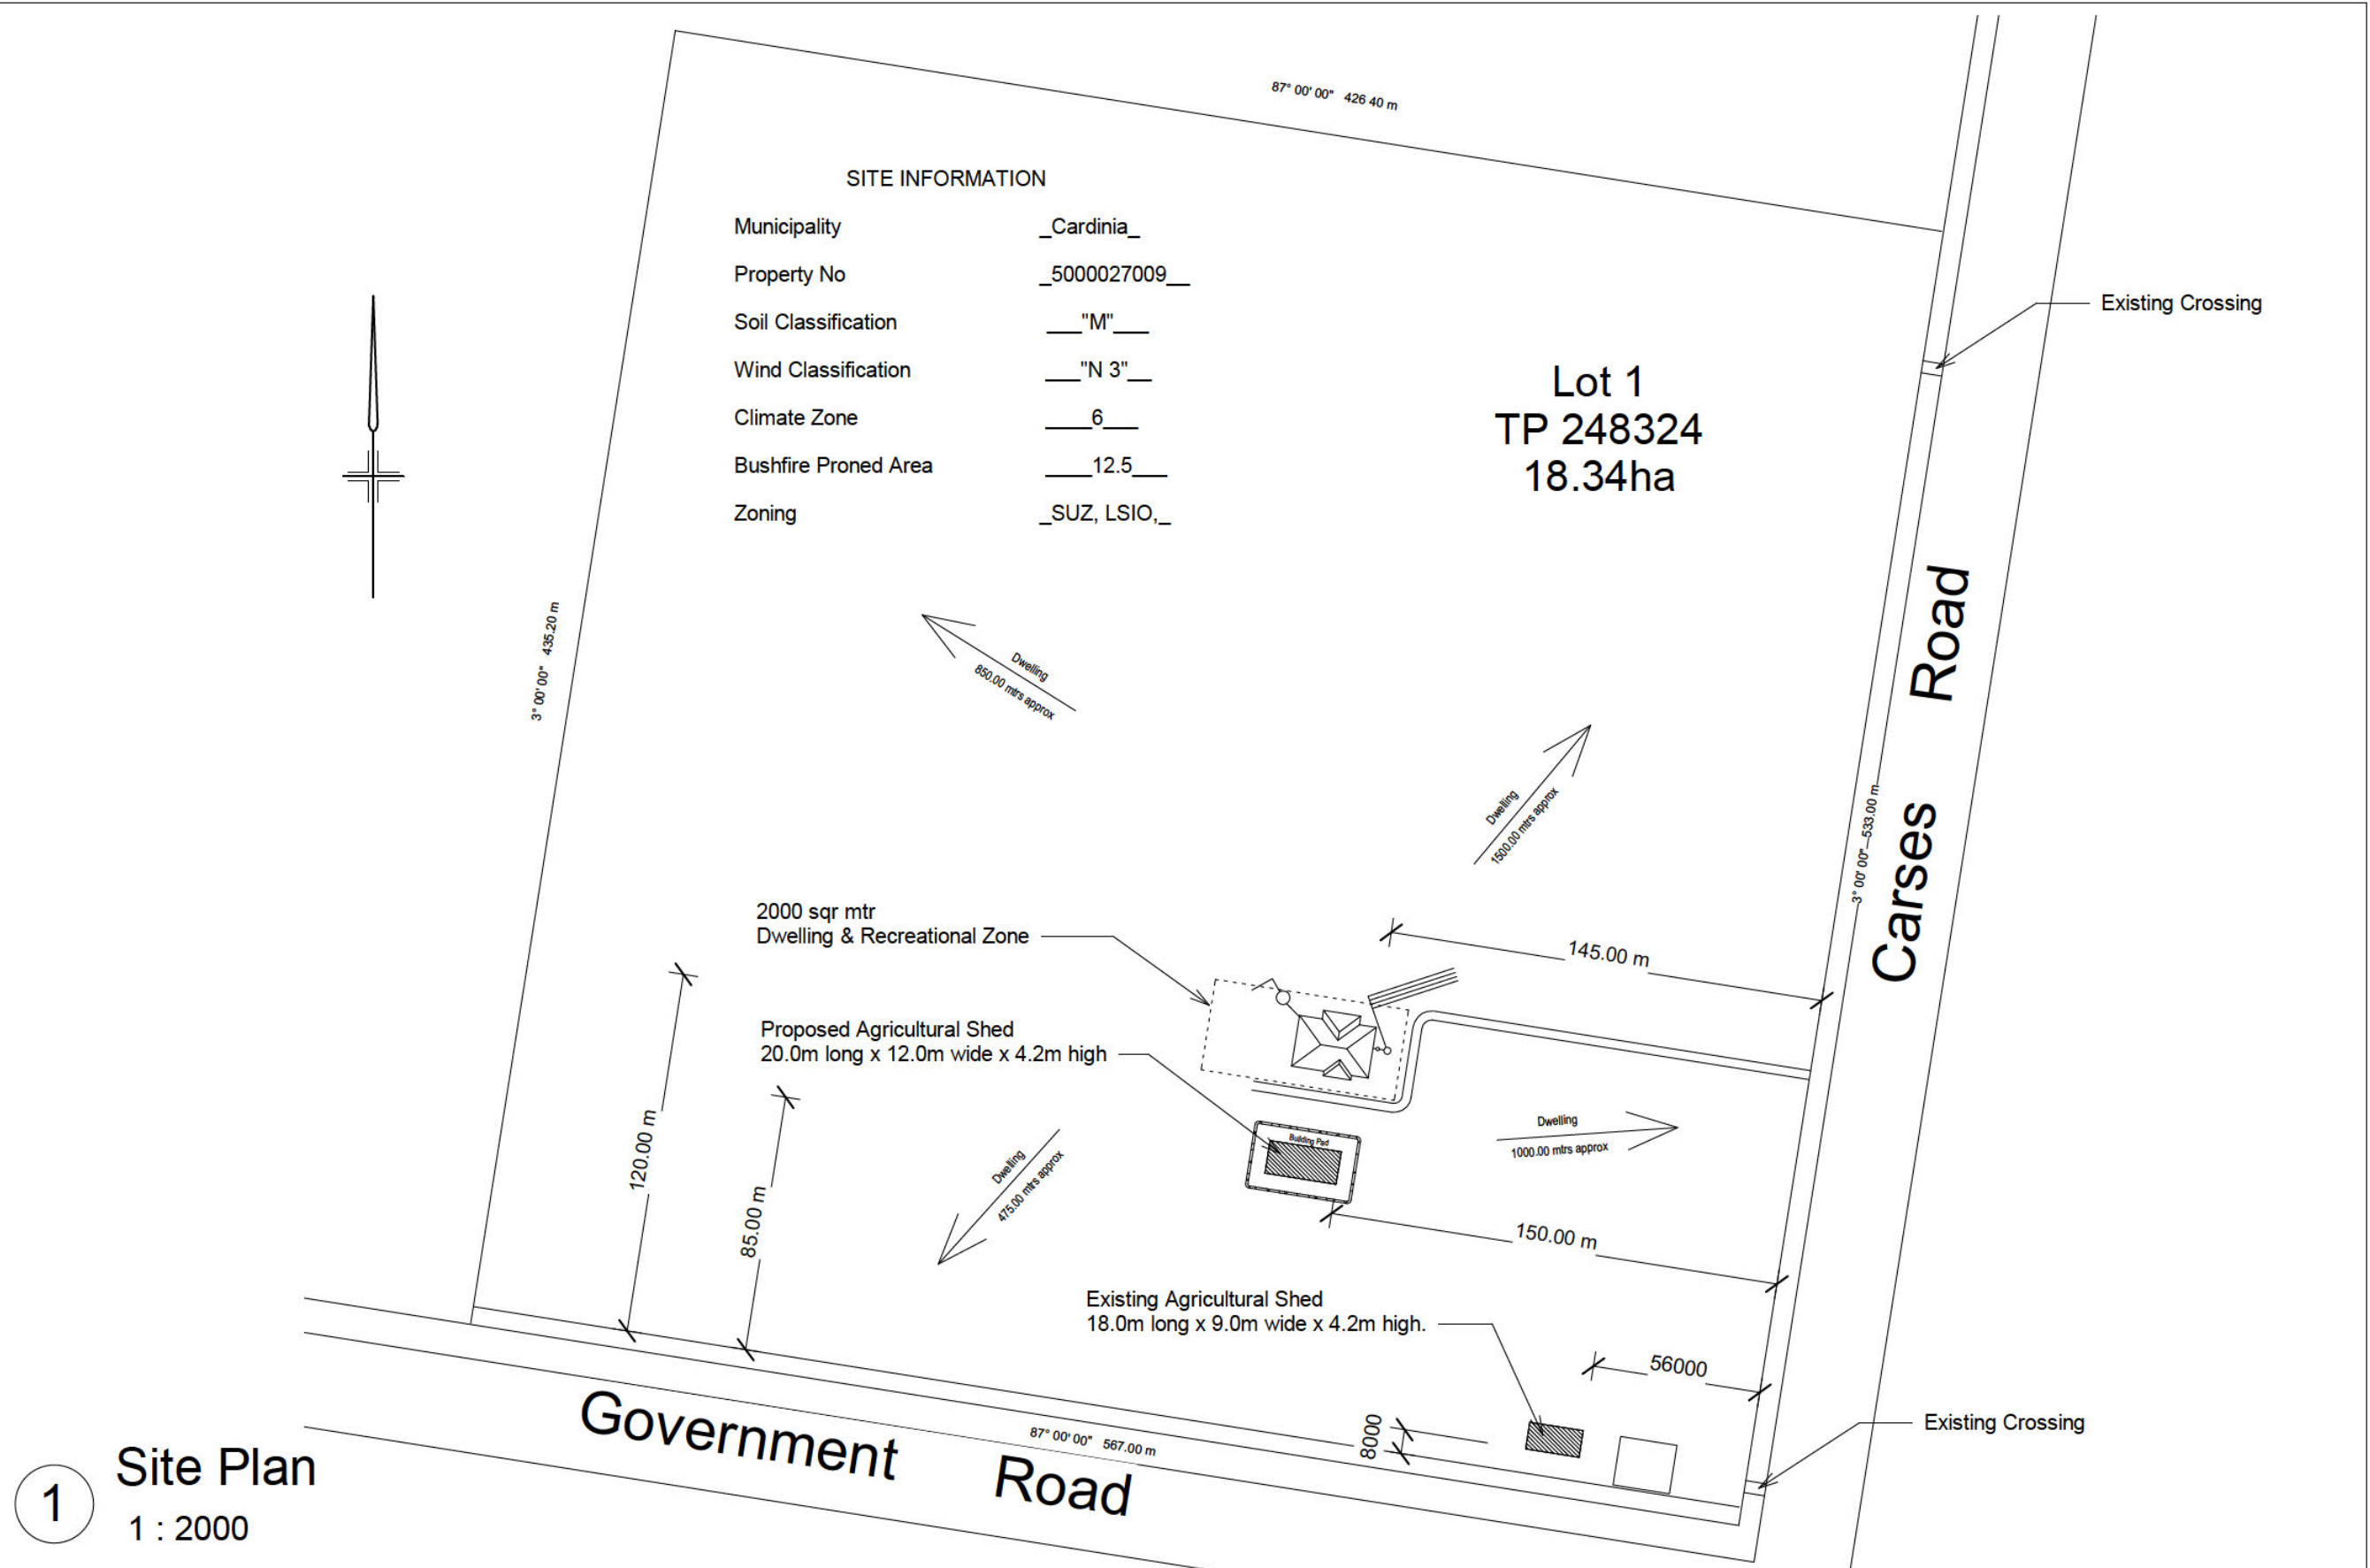 87° 00' 00" 426 40 m
SITE INFORMATION
Municipality _Cardinia_
Property No _5000027009__
Soil Classification ___"M"___
Wind Classification ___"N 3"__
Climate Zone ____6___
Bushfire Proned Area ____12.5___
Zoning _SUZ, LSIO,_
Existing Crossing
Lot 1
TP 248324
18.34ha
3° 00' 00" 435.20 m
Dwelling
850.00 mtrs approx
Dwelling
1500.00 mtrs approx
Carses Road
3° 00' 00" 533.00 m
2000 sqr mtr
Dwelling & Recreational Zone
145.00 m
Proposed Agricultural Shed
20.0m long x 12.0m wide x 4.2m high
120.00 m
85.00 m
Dwelling
475.00 mtrs approx
Building Pad
Dwelling
1000.00 mtrs approx
150.00 m
Existing Agricultural Shed
18.0m long x 9.0m wide x 4.2m high.
56000
8000
Existing Crossing
Government Road
87° 00' 00" 567.00 m
1
Site Plan
1 : 2000